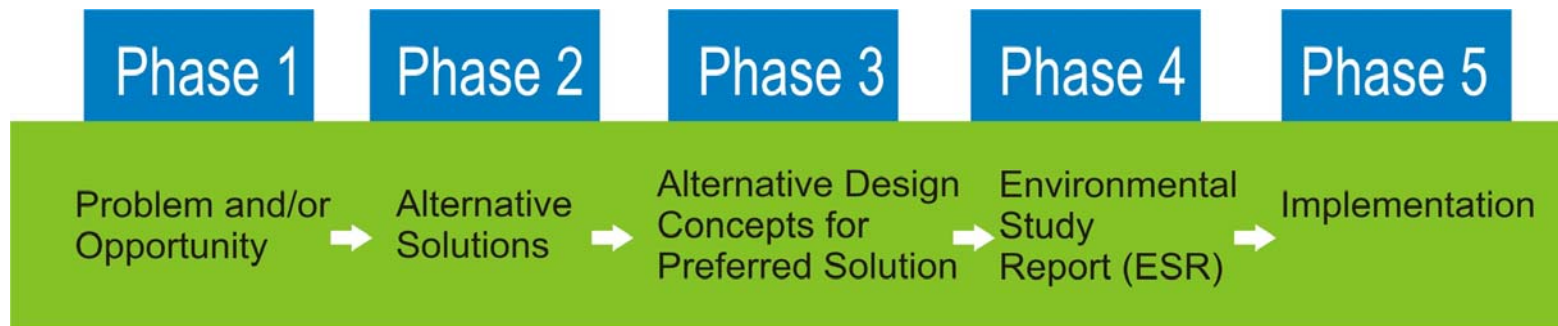 Phase 1
Phase 2
Phase 3
Phase 4
Phase 5
Problem and/or
Opportunity
Alternative
Solutions
Alternative Design
Concepts for
Preferred Solution
Environmental
Study
Report (ESR)
Implementation